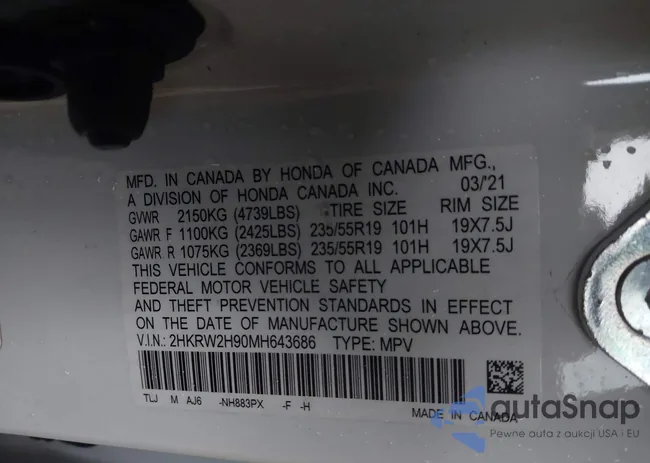 MFD. IN CANADA BY HONDA OF CANADA MFG.,
A DIVISION OF HONDA CANADA INC. 03/'21
GVWR 2150KG (4739LBS) TIRE SIZE RIM SIZE
GAWR F 1100KG (2425LBS) 235/55R19 101H 19X7.5J
GAWR R 1075KG (2369LBS) 235/55R19 101H 19X7.5J
THIS VEHICLE CONFORMS TO ALL APPLICABLE
FEDERAL MOTOR VEHICLE SAFETY
AND THEFT PREVENTION STANDARDS IN EFFECT
ON THE DATE OF MANUFACTURE SHOWN ABOVE.
V.I.N.: 2HKRW2H90MH643686 TYPE: MPV
TLJ M AJ6 -NH883PX -F -H
MADE IN CANADA
autoSnap
Pewne auta z aukcji USA i EU